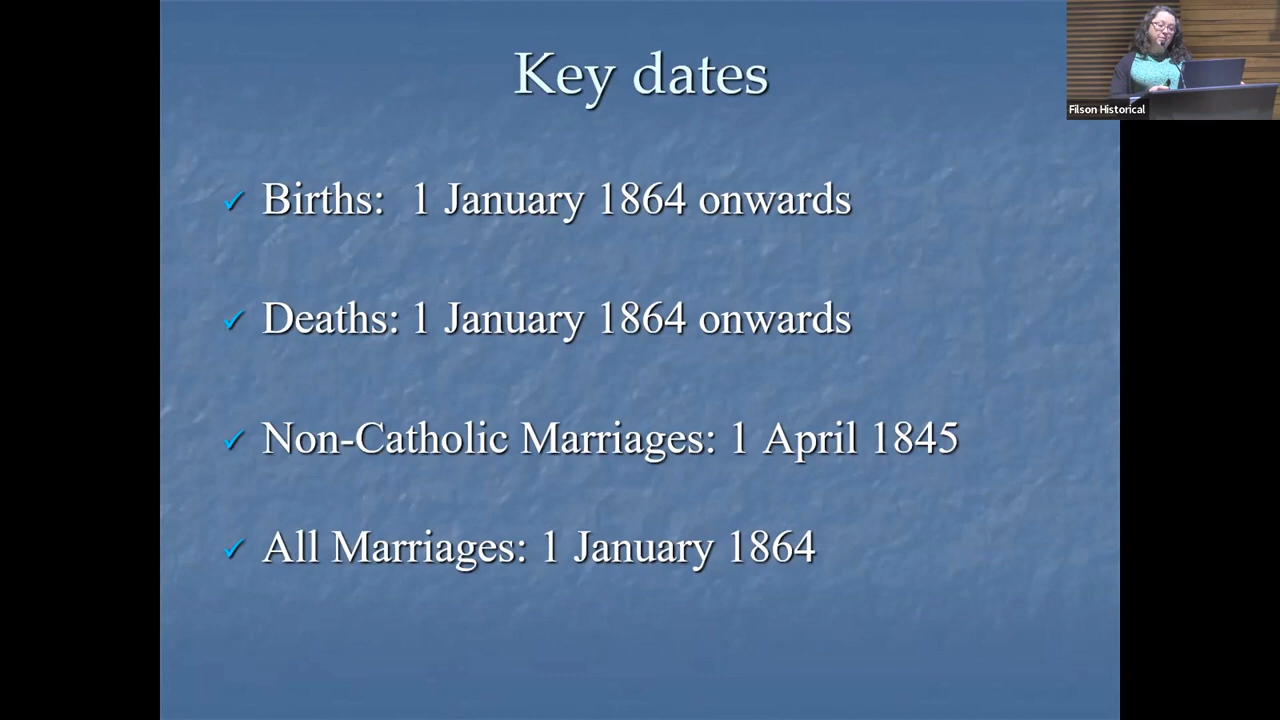 Key dates
Births: 1 January 1864 onwards
Deaths: 1 January 1864 onwards
Non-Catholic Marriages: 1 April 1845
All Marriages: 1 January 1864
Filson Historical